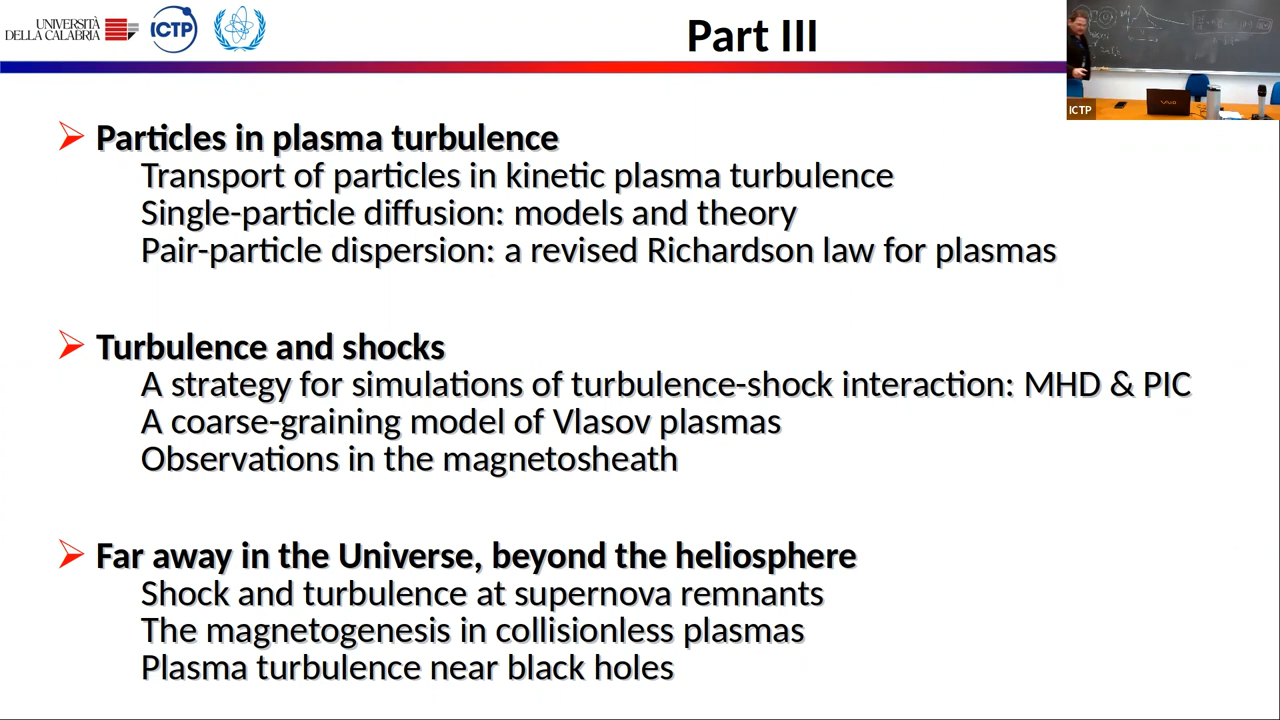 UNIVERSITÀ
DELLA CALABRIA
ICTP
Part III
ICTP
Particles in plasma turbulence
Transport of particles in kinetic plasma turbulence
Single-particle diffusion: models and theory
Pair-particle dispersion: a revised Richardson law for plasmas
Turbulence and shocks
A strategy for simulations of turbulence-shock interaction: MHD & PIC
A coarse-graining model of Vlasov plasmas
Observations in the magnetosheath
Far away in the Universe, beyond the heliosphere
Shock and turbulence at supernova remnants
The magnetogenesis in collisionless plasmas
Plasma turbulence near black holes